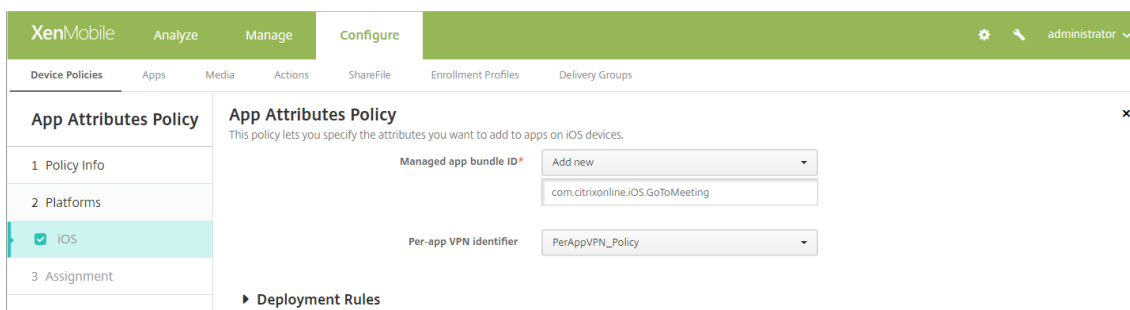 XenMobile Analyze Manage Configure administrator
Device Policies Apps Media Actions ShareFile Enrollment Profiles Delivery Groups
App Attributes Policy
1 Policy Info
2 Platforms
iOS
3 Assignment
App Attributes Policy
This policy lets you specify the attributes you want to add to apps on iOS devices.
Managed app bundle ID* Add new
com.citrixonline.iOS.GoToMeeting
Per-app VPN identifier PerAppVPN_Policy
Deployment Rules